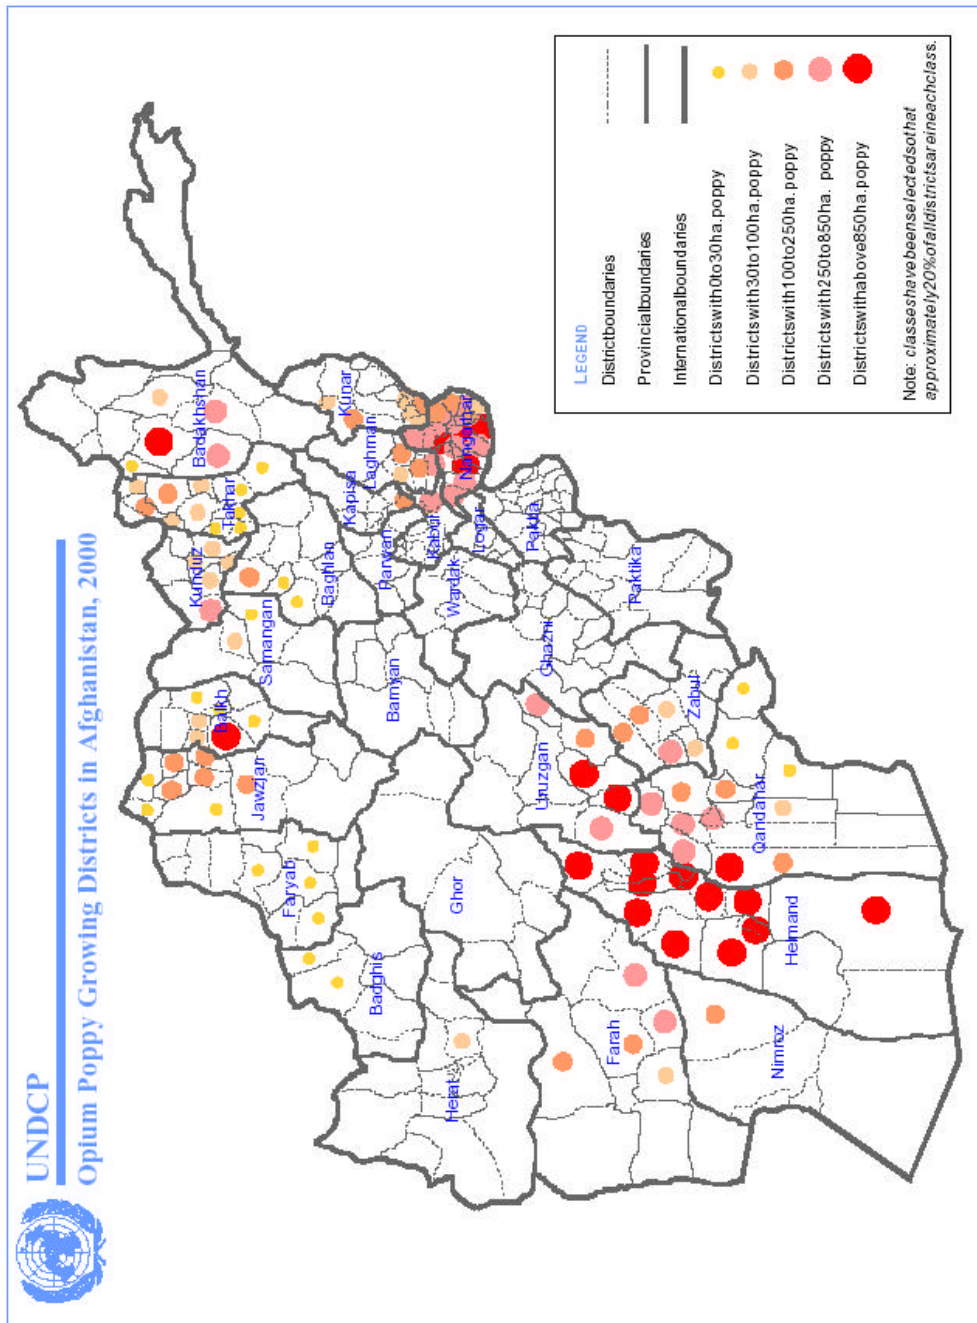 UNDCP
Opium Poppy Growing Districts in Afghanistan, 2000
Badakhshan
Takhar
Kunduz
Baghlan
Samangan
Balkh
Jawzjan
Faryab
Badghis
Herat
Ghor
Bamyan
Parwan
Kapisa
Laghman
Kunar
Nangarhar
Kabul
Logar
Wardak
Paktia
Paktika
Ghazni
Uruzgan
Zabul
Qandahar
Helmand
Nimroz
Farah
LEGEND
Districtboundaries
Provincialboundaries
Internationalboundaries
Districtswith0to30ha.poppy
Districtswith30to100ha.poppy
Districtswith100to250ha.poppy
Districtswith250to850ha. poppy
Districtswithabove850ha.poppy
Note: classeshavebeenselectedsothat
approximately20%ofalldistrictsareineachclass.